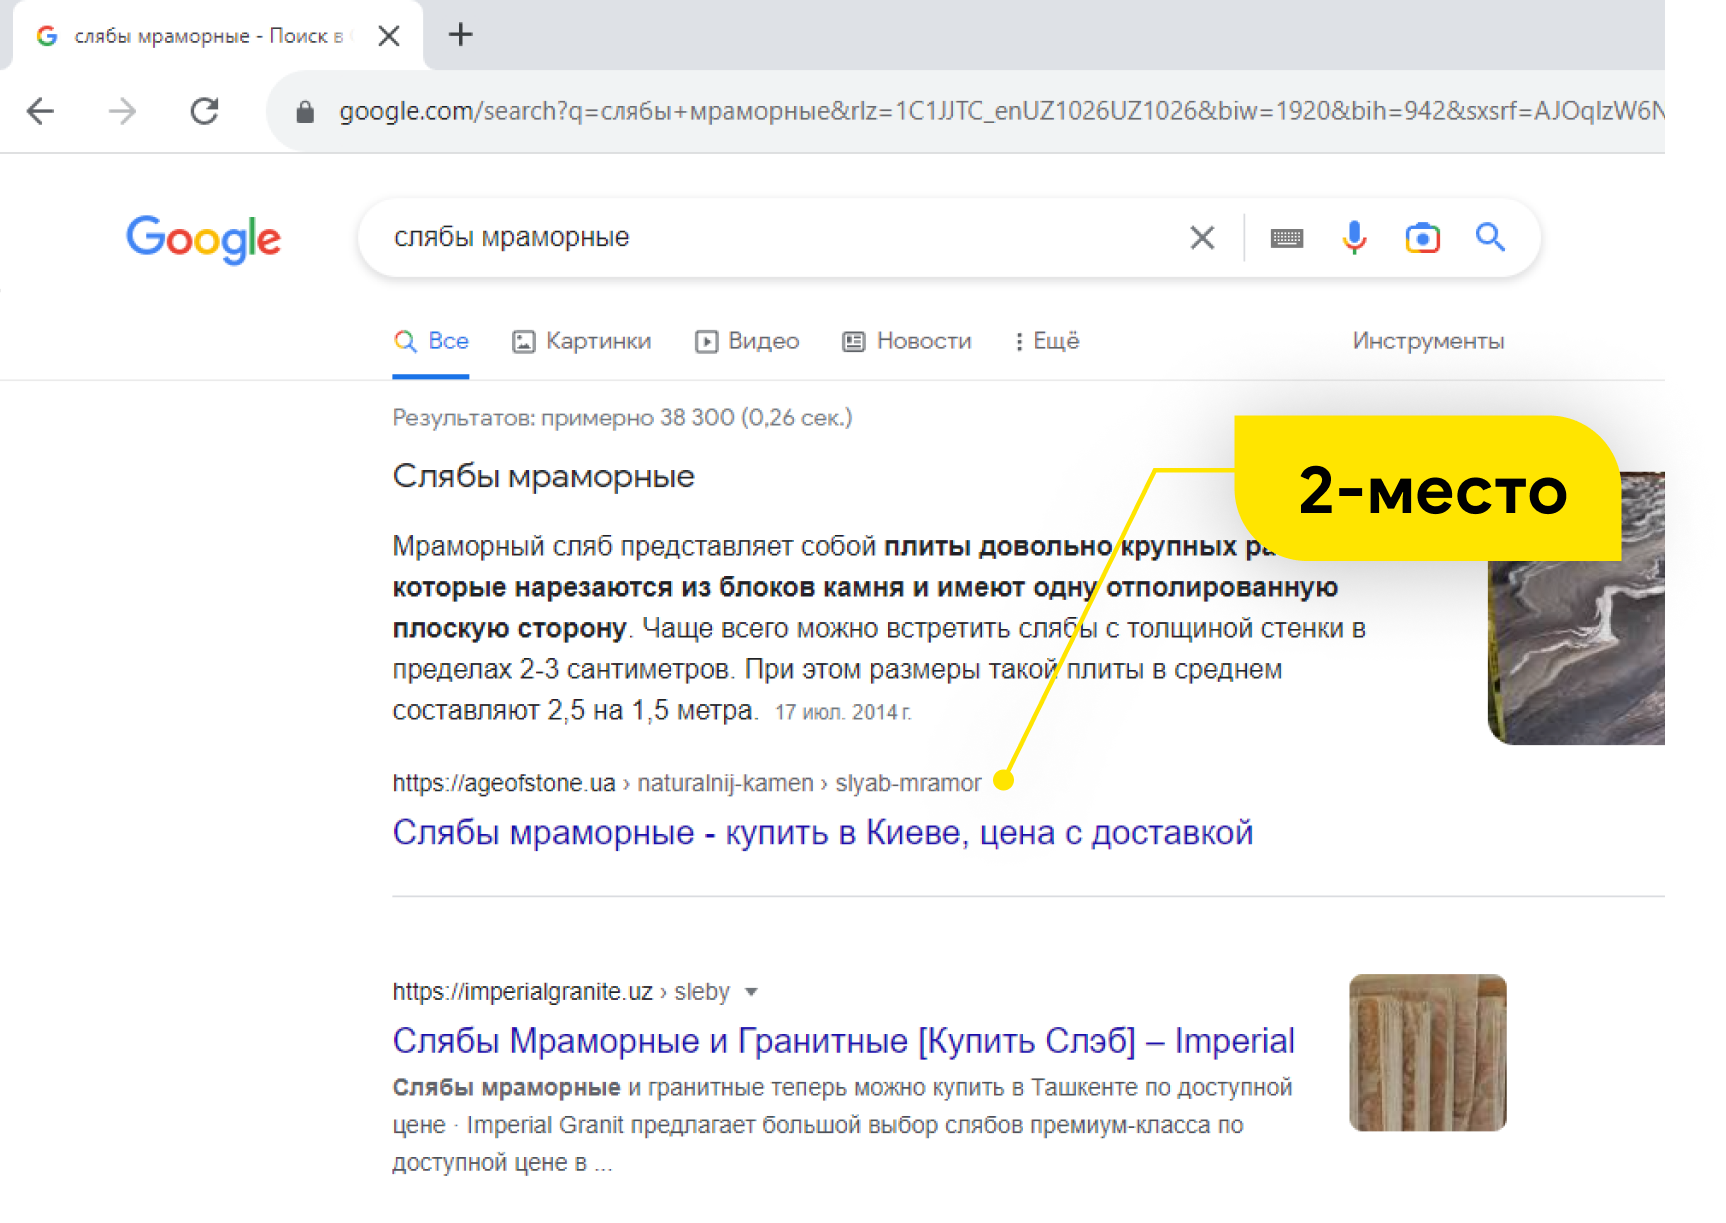 слябы мраморные - Поиск в
google.com/search?q=слябы+мраморные&rlz=1C1JJTC_enUZ1026UZ1026&biw=1920&bih=942&sxsrf=AJOqlzW6N
Google
слябы мраморные
Все Картинки Видео Новости Ещё Инструменты
Результатов: примерно 38 300 (0,26 сек.)
2-место
Слябы мраморные
Мраморный сляб представляет собой плиты довольно крупных
которые нарезаются из блоков камня и имеют одну отполированную
плоскую сторону. Чаще всего можно встретить слябы с толщиной стенки в
пределах 2-3 сантиметров. При этом размеры такой плиты в среднем
составляют 2,5 на 1,5 метра. 17 июл. 2014 г.
https://ageofstone.ua › naturalnij-kamen › slyab-mramor
Слябы мраморные - купить в Киеве, цена с доставкой
https://imperialgranite.uz › sleby
Слябы Мраморные и Гранитные [Купить Слэб] – Imperial
Слябы мраморные и гранитные теперь можно купить в Ташкенте по доступной
цене · Imperial Granit предлагает большой выбор слябов премиум-класса по
доступной цене в ...